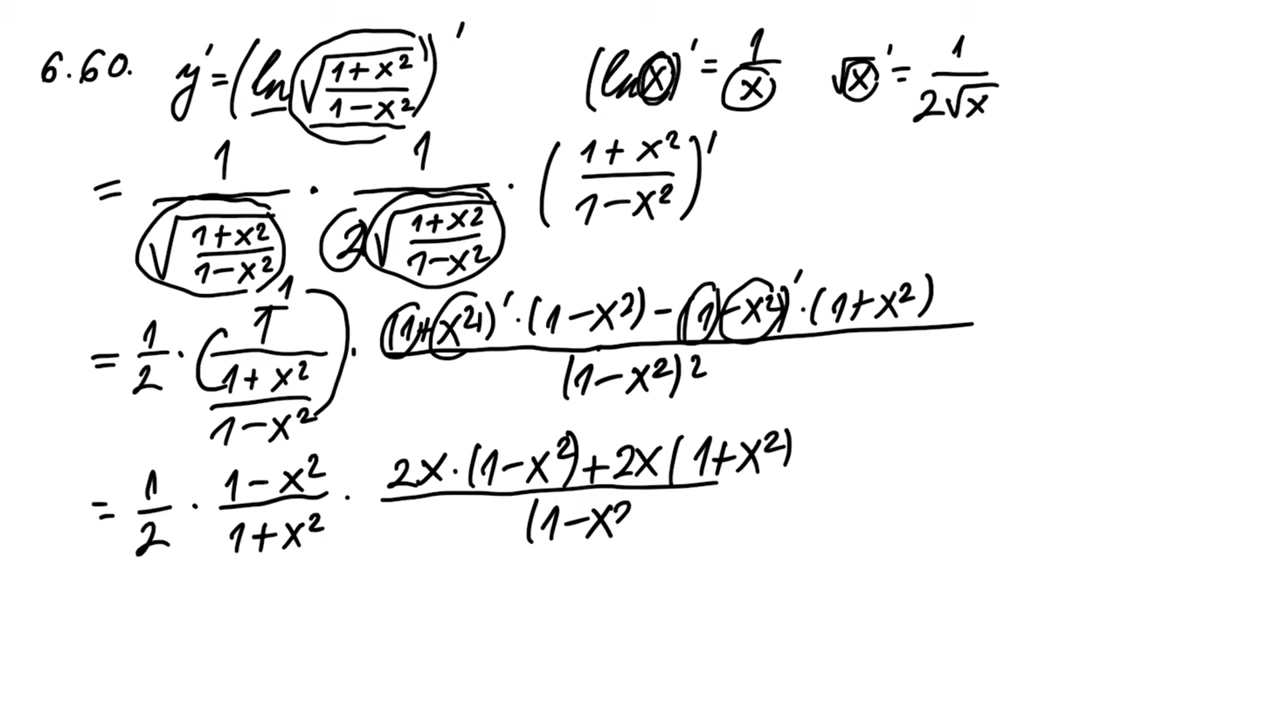 6.60. y' = (ln √((1+x²)/(1-x²)))' (ln x)' = 1/x √x' = 1/(2√x)
= 1/√((1+x²)/(1-x²)) · 1/(2√((1+x²)/(1-x²))) · ((1+x²)/(1-x²))'
= 1/2 · (1/((1+x²)/(1-x²))) · ((1+x²)' · (1-x²) - (1-x²)' · (1+x²))/(1-x²)²
= 1/2 · (1-x²)/(1+x²) · (2x · (1-x²) + 2x(1+x²))/(1-x²